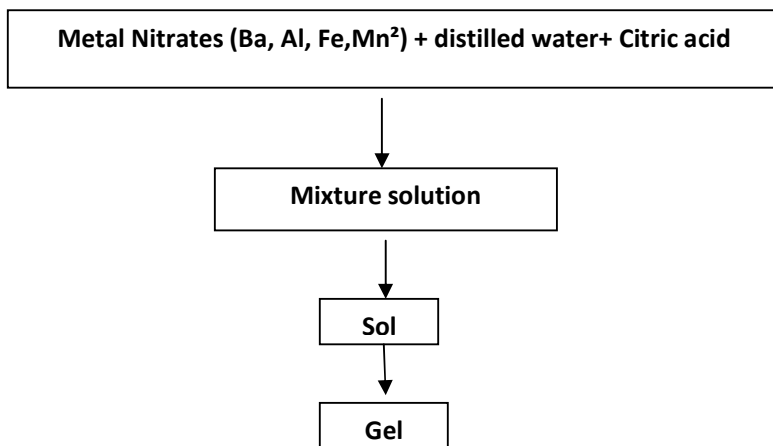 Metal Nitrates (Ba, Al, Fe,Mn²) + distilled water+ Citric acid
Mixture solution
Sol
Gel